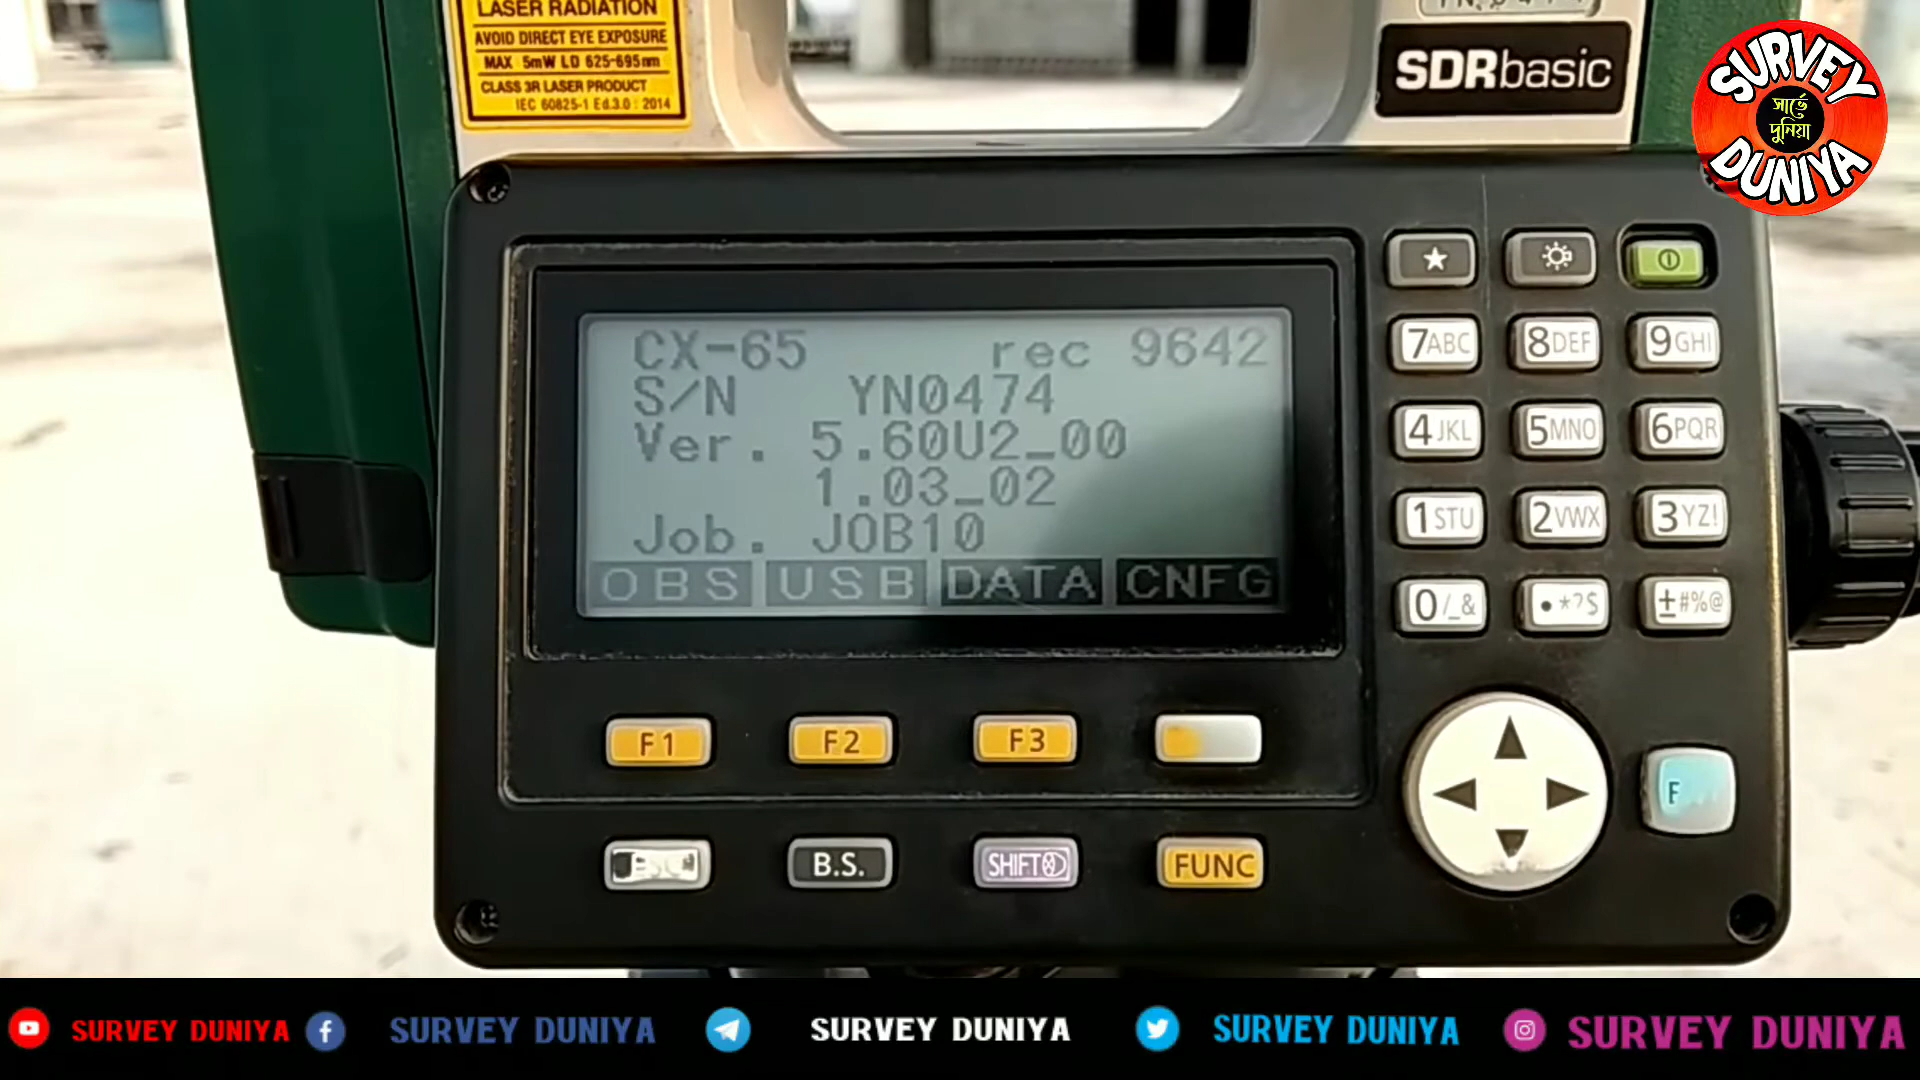 LASER RADIATION
AVOID DIRECT EYE EXPOSURE
MAX 5mW LD 625-695nm
CLASS 3R LASER PRODUCT
IEC 60825-1 Ed.3.0 : 2014
SDRbasic
SURVEY
সার্ভে
দুনিয়া
DUNIYA
CX-65 rec 9642
S/N YN0474
Ver. 5.60U2_00
1.03_02
Job. JOB10
OBS USB DATA CNFG
7ABC 8DEF 9GHI
4JKL 5MNO 6PQR
1STU 2VWX 3YZ!
0/_& •*?$ ±#%@
F1 F2 F3
B.S. SHIFT FUNC
SURVEY DUNIYA SURVEY DUNIYA SURVEY DUNIYA SURVEY DUNIYA SURVEY DUNIYA